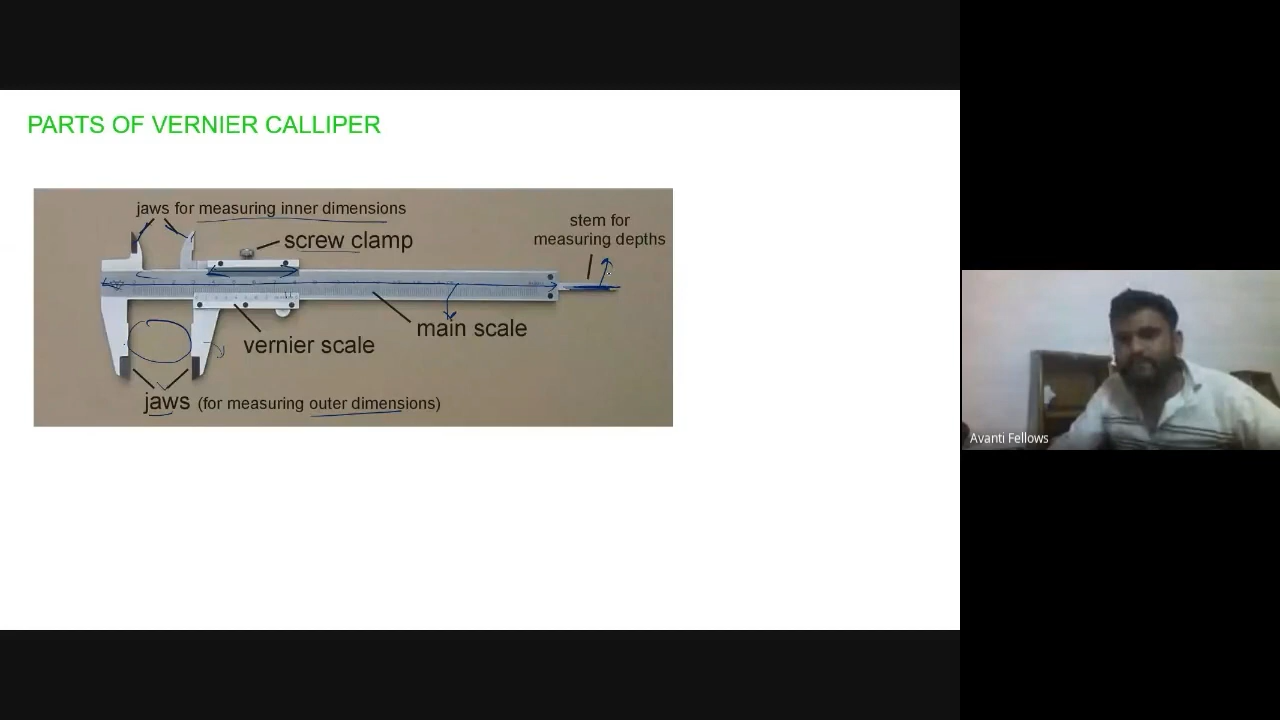 PARTS OF VERNIER CALLIPER
jaws for measuring inner dimensions
stem for
measuring depths
screw clamp
main scale
vernier scale
jaws (for measuring outer dimensions)
Avanti Fellows